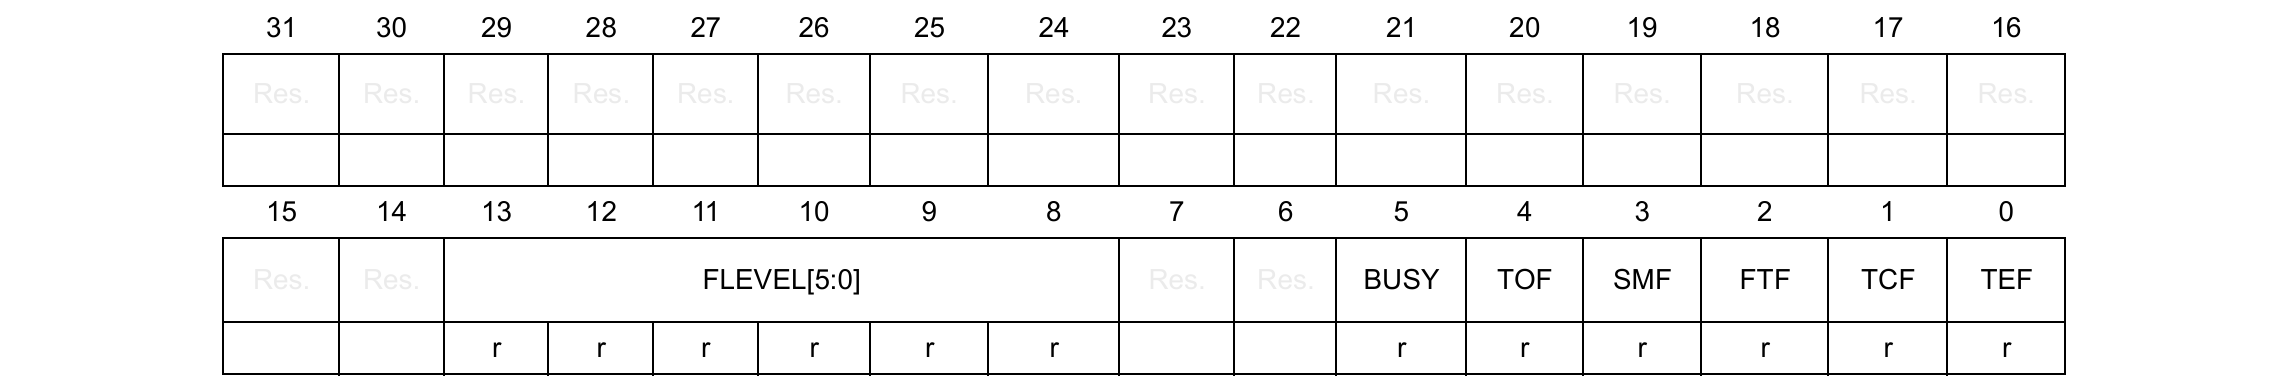 31 30 29 28 27 26 25 24 23 22 21 20 19 18 17 16
Res. Res. Res. Res. Res. Res. Res. Res. Res. Res. Res. Res. Res. Res. Res. Res.
15 14 13 12 11 10 9 8 7 6 5 4 3 2 1 0
Res. Res. FLEVEL[5:0] Res. Res. BUSY TOF SMF FTF TCF TEF
r r r r r r r r r r r r